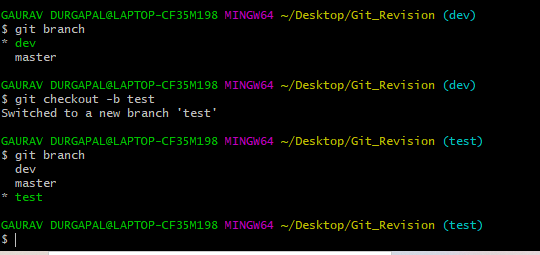 GAURAV DURGAPAL@LAPTOP-CF35M198 MINGW64 ~/Desktop/Git_Revision (dev)
$ git branch
* dev
  master
GAURAV DURGAPAL@LAPTOP-CF35M198 MINGW64 ~/Desktop/Git_Revision (dev)
$ git checkout -b test
Switched to a new branch 'test'
GAURAV DURGAPAL@LAPTOP-CF35M198 MINGW64 ~/Desktop/Git_Revision (test)
$ git branch
  dev
  master
* test
GAURAV DURGAPAL@LAPTOP-CF35M198 MINGW64 ~/Desktop/Git_Revision (test)
$